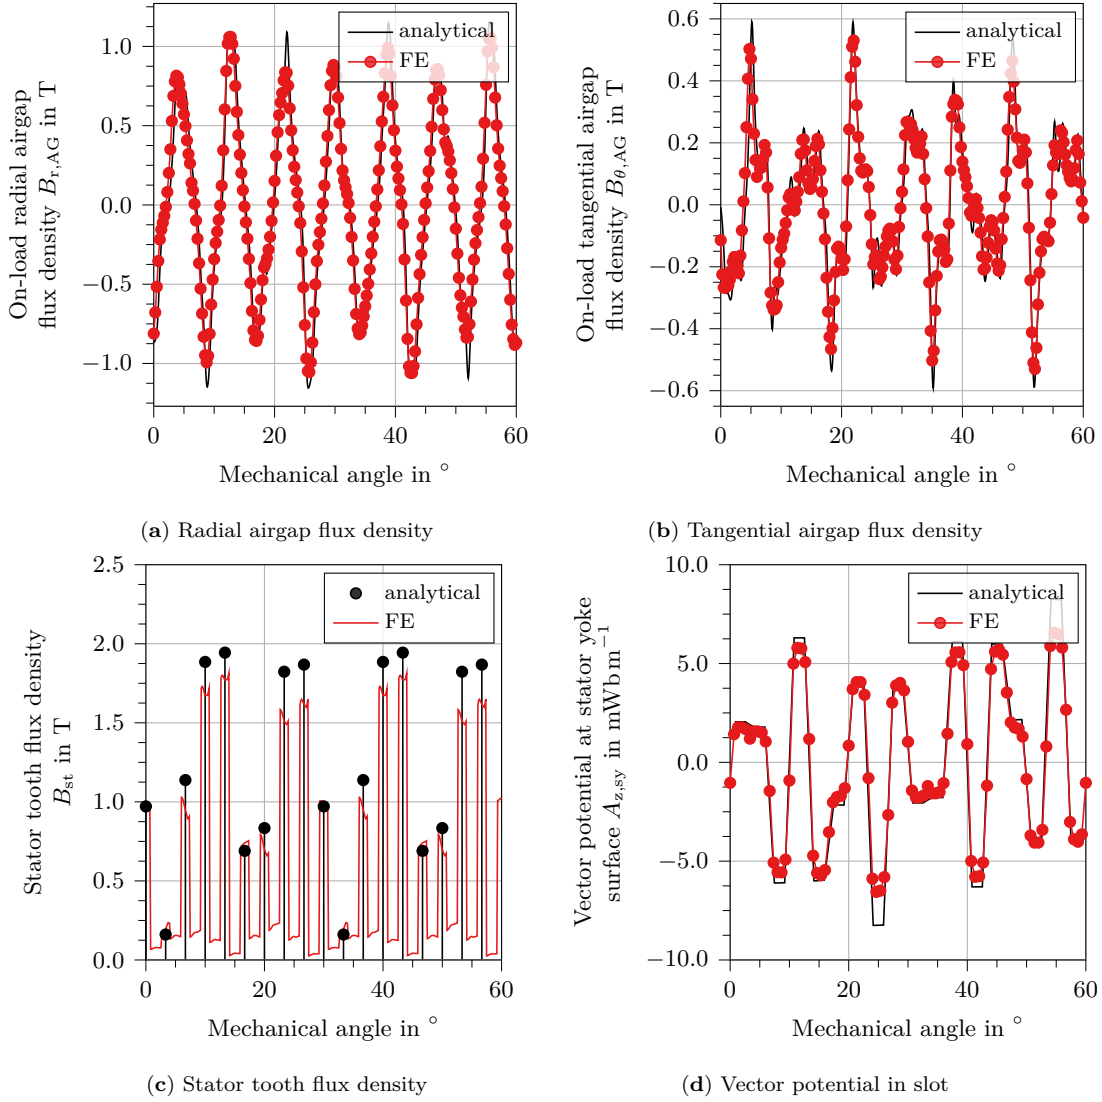 On-load radial airgap
flux density B_r,AG in T
1.0
0.5
0.0
−0.5
−1.0
analytical
FE
0 20 40 60
Mechanical angle in °
(a) Radial airgap flux density
On-load tangential airgap
flux density B_θ,AG in T
0.6
0.4
0.2
0.0
−0.2
−0.4
−0.6
analytical
FE
0 20 40 60
Mechanical angle in °
(b) Tangential airgap flux density
Stator tooth flux density
B_st in T
2.5
2.0
1.5
1.0
0.5
0.0
analytical
FE
0 20 40 60
Mechanical angle in °
(c) Stator tooth flux density
Vector potential at stator yoke
surface A_z,sy in mWb m⁻¹
10.0
5.0
0.0
−5.0
−10.0
analytical
FE
0 20 40 60
Mechanical angle in °
(d) Vector potential in slot